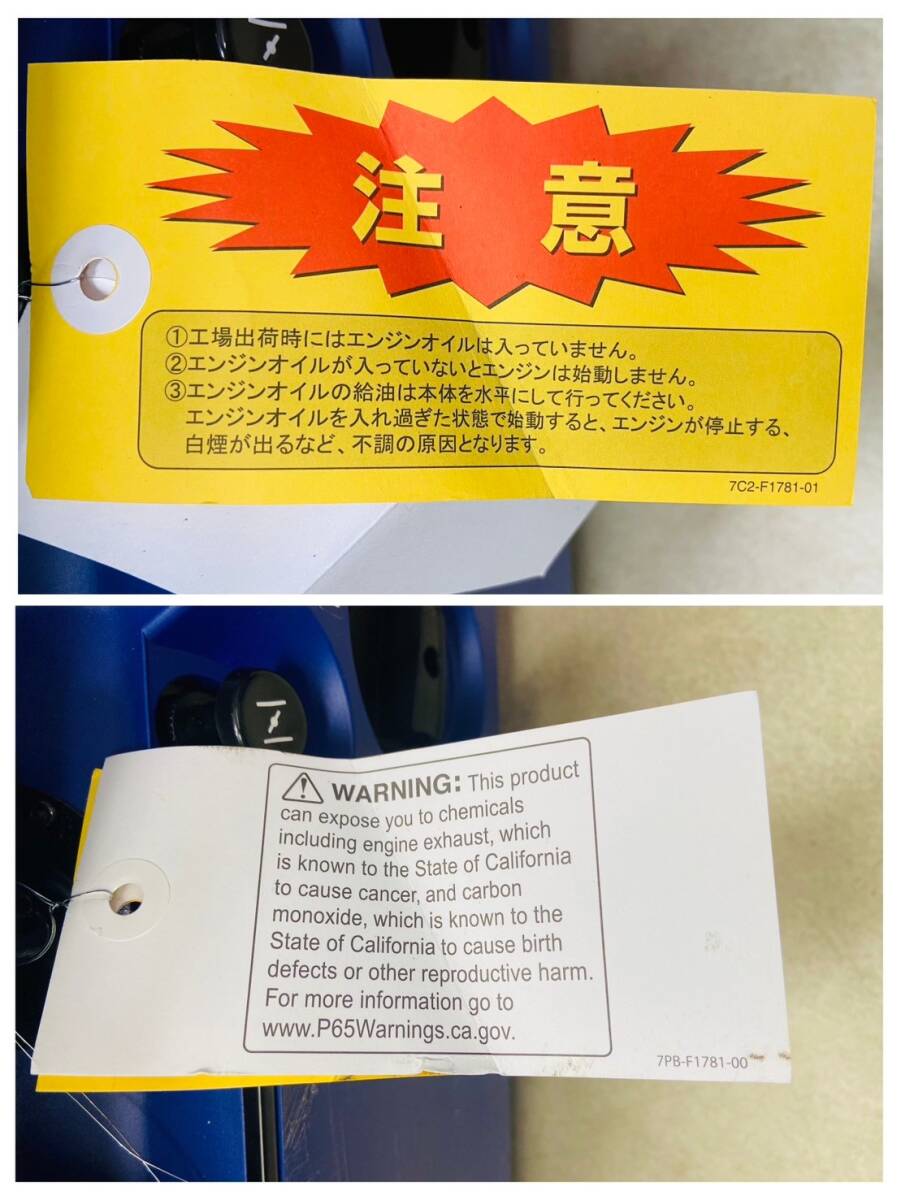 注意
①工場出荷時にはエンジンオイルは入っていません。
②エンジンオイルが入っていないとエンジンは始動しません。
③エンジンオイルの給油は本体を水平にして行ってください。
エンジンオイルを入れ過ぎた状態で始動すると、エンジンが停止する、
白煙が出るなど、不調の原因となります。
7C2-F1781-01
WARNING: This product
can expose you to chemicals
including engine exhaust, which
is known to the State of California
to cause cancer, and carbon
monoxide, which is known to the
State of California to cause birth
defects or other reproductive harm.
For more information go to
www.P65Warnings.ca.gov.
7PB-F1781-00